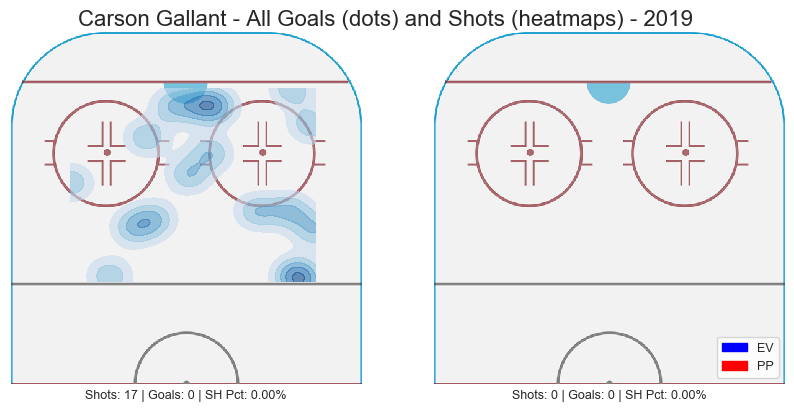 Carson Gallant - All Goals (dots) and Shots (heatmaps) - 2019
EV
PP
Shots: 17 | Goals: 0 | SH Pct: 0.00%
Shots: 0 | Goals: 0 | SH Pct: 0.00%